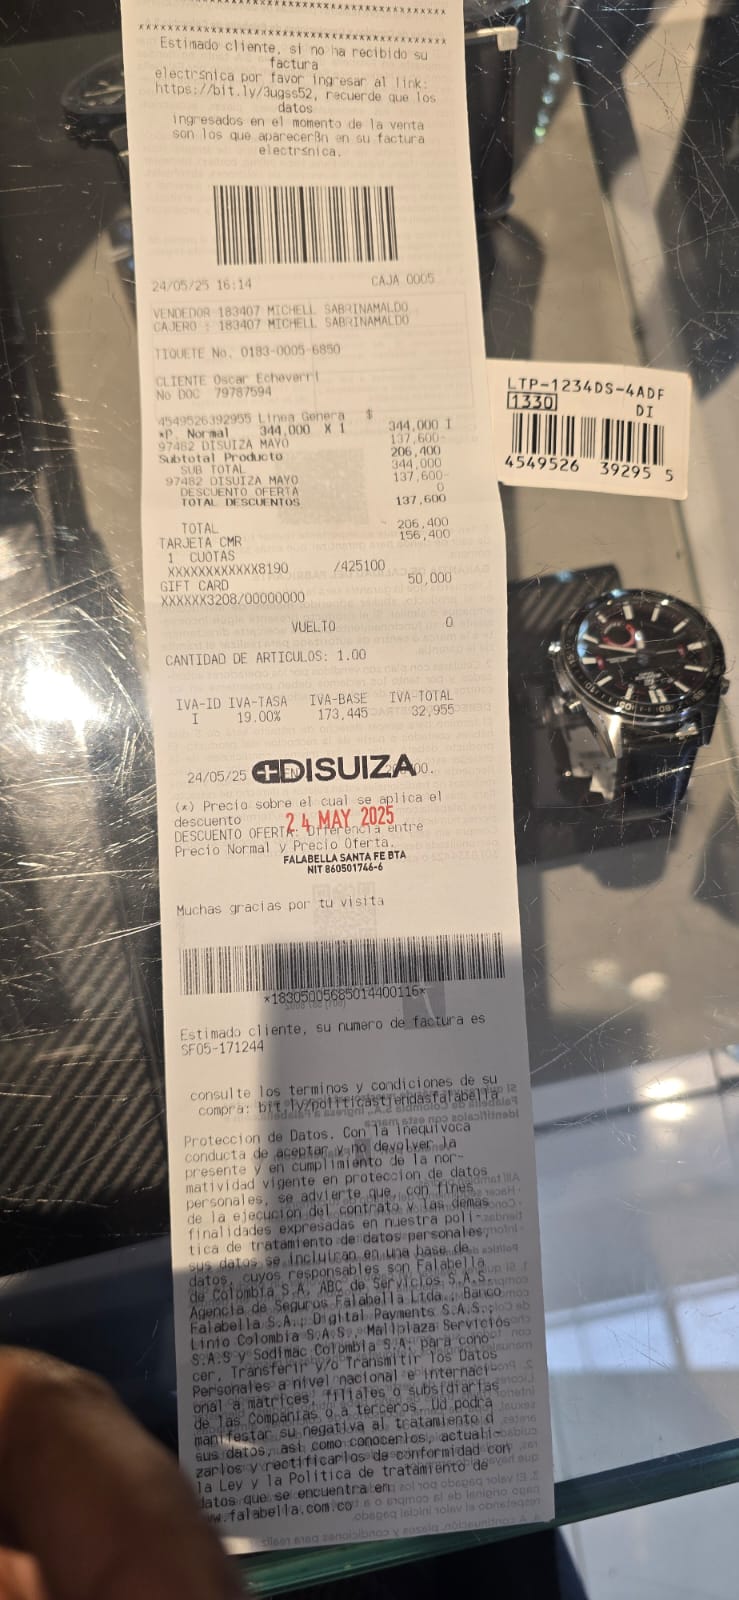 Estimado cliente, si no ha recibido su
factura
electrsnica por favor ingresar al link:
https://bit.ly/3ugss52, recuerde que los
datos
ingresados en el momento de la venta
son los que aparecerßn en su factura
electrsnica.
24/05/25 16:14 CAJA 0005
VENDEDOR 183407 MICHELL SABRINAMALDO
CAJERO : 183407 MICHELL SABRINAMALDO
TIQUETE No. 0183-0005-6850
CLIENTE Oscar Echeverri
No DOC 79787594
4549526392955 Linea Genera $
*P. Normal 344,000 X 1 344,000 I
97482 DISUIZA MAYO 137,600-
Subtotal Producto 206,400
SUB TOTAL 344,000
97482 DISUIZA MAYO 137,600-
DESCUENTO OFERTA 0
TOTAL DESCUENTOS 137,600
TOTAL 206,400
TARJETA CMR 156,400
1 CUOTAS
XXXXXXXXXXXX8190 /425100
GIFT CARD 50,000
XXXXXX3208/00000000
VUELTO 0
CANTIDAD DE ARTICULOS: 1.00
IVA-ID IVA-TASA IVA-BASE IVA-TOTAL
I 19.00% 173,445 32,955
24/05/25
DISUIZA
(*) Precio sobre el cual se aplica el
descuento
24 MAY 2025
DESCUENTO OFERTA: Diferencia entre
Precio Normal y Precio Oferta.
FALABELLA SANTA FE BTA
NIT 860501746-6
Muchas gracias por tu visita
*18305005685014400116*
Estimado cliente, su numero de factura es
SF05-171244
consulte los terminos y condiciones de su
compra: bit.ly/politicastiendasfalabella
Proteccion de Datos. Con la inequivoca
conducta de aceptar y no devolver la
presente y en cumplimiento de la nor-
matividad vigente en proteccion de datos
personales, se advierte que, con fines
de la ejecucion del contrato y las demas
finalidades expresadas en nuestra poli-
tica de tratamiento de datos personales,
sus datos se incluiran en una base de
datos, cuyos responsables son Falabella
de Colombia S.A. ABC de Servicios S.A.S.
Agencia de Seguros Falabella Ltda., Banco
Falabella S.A.; Digital Payments S.A.S.;
Linio Colombia S.A.S., Mallplaza Servicios
S.A.S y Sodimac Colombia S.A. para cono-
cer, Transferir y/o Transmitir los Datos
Personales a nivel nacional e internaci-
onal a matrices, filiales o subsidiarias
de las Companias o a terceros. Ud podra
manifestar su negativa al tratamiento d
sus datos, asi como conocerlos, actuali-
zarlos y rectificarlos de conformidad con
la Ley y la Politica de tratamiento de
datos que se encuentra en
www.falabella.com.co
LTP-1234DS-4ADF
1330 DI
4549526 39295 5